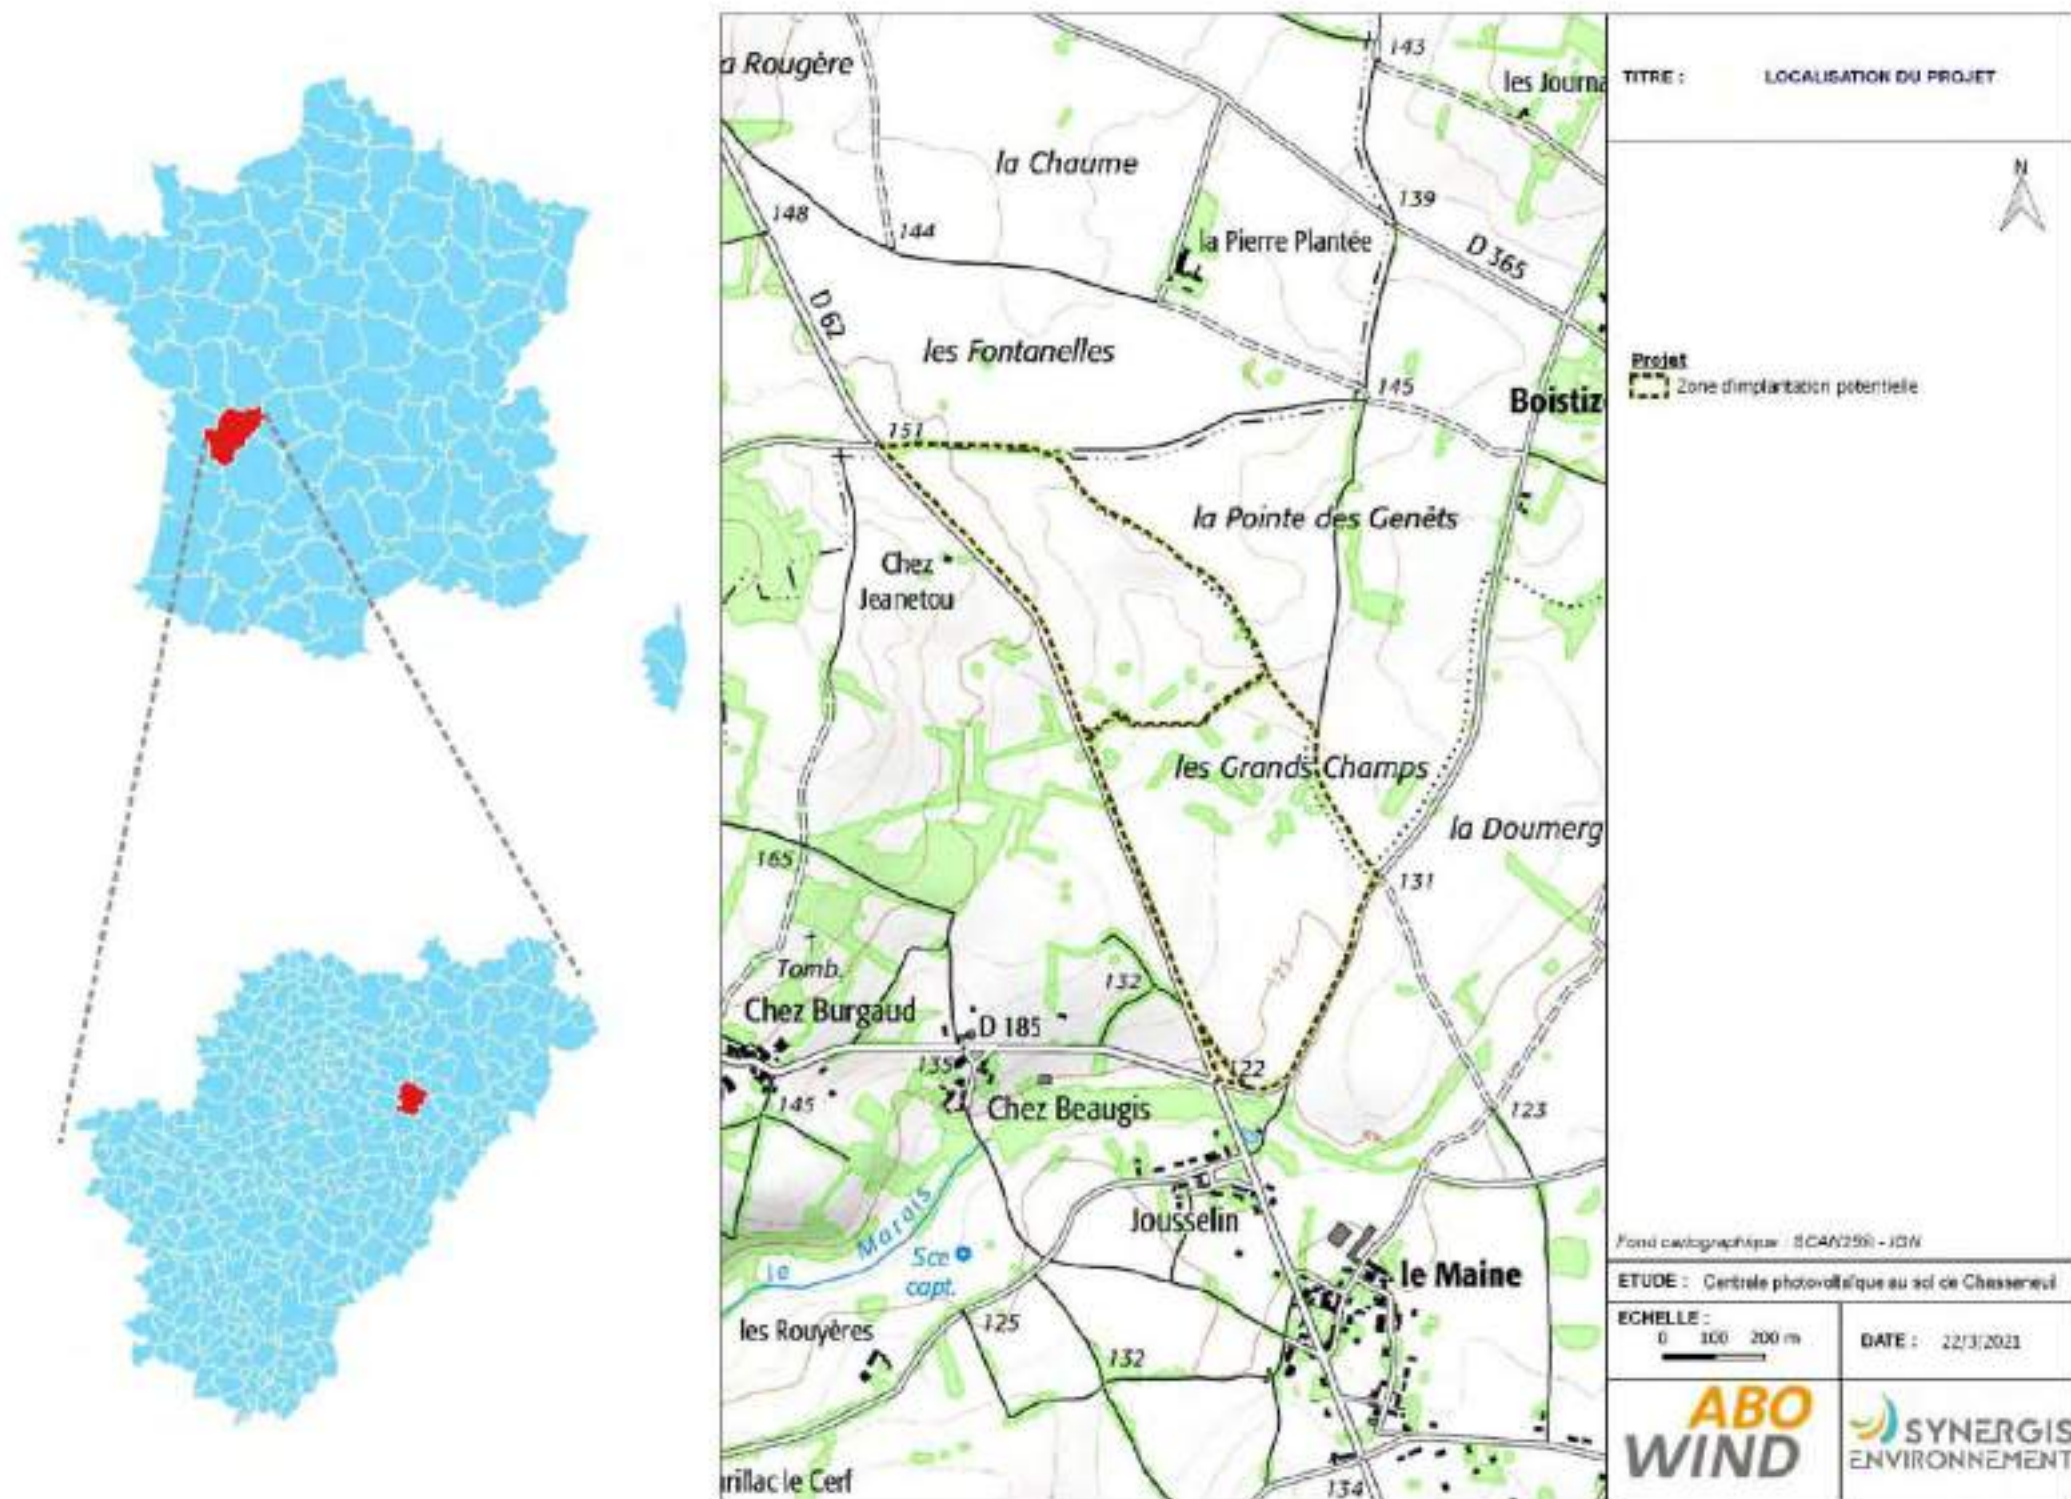 a Rougère
143
les Journa
la Chaume
148
144
139
la Pierre Plantée
D 365
D 62
les Fontanelles
145
Boistiz
151
la Pointe des Genêts
Chez
Jeanetou
les Grands Champs
la Doumerg
165
131
125
Tomb.
132
Chez Burgaud
D 185
135
122
145
Chez Beaugis
123
le Marais
Jousselin
Sce
capt.
le Maine
les Rouyères
125
132
rillac le Cerf
134
TITRE : LOCALISATION DU PROJET
N
Projet
Zone d'implantation potentielle
Fond cartographique : SCAN25® - IGN
ETUDE : Centrale photovoltaïque au sol de Chasseneuil
ECHELLE :
0 100 200 m
DATE : 22/3/2021
ABO
WIND
SYNERGIS
ENVIRONNEMENT